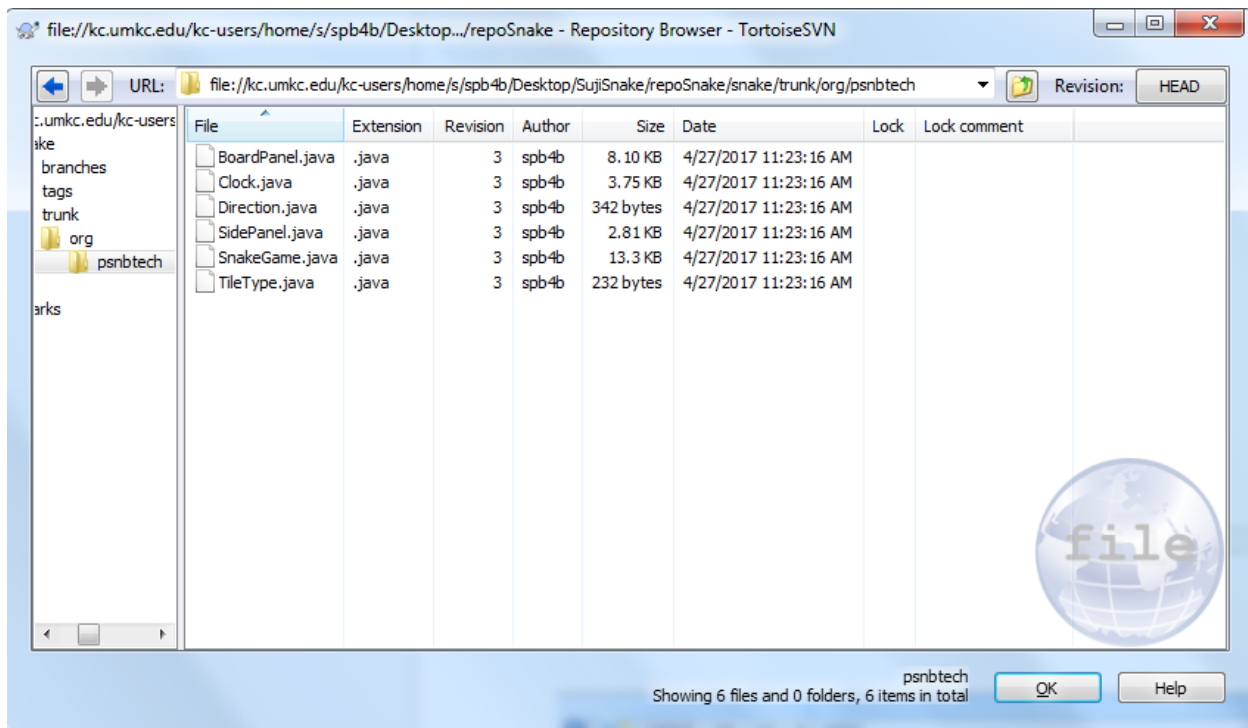 file://kc.umkc.edu/kc-users/home/s/spb4b/Desktop.../repoSnake - Repository Browser - TortoiseSVN
URL: file://kc.umkc.edu/kc-users/home/s/spb4b/Desktop/SujiSnake/repoSnake/snake/trunk/org/psnbtech Revision: HEAD
:.umkc.edu/kc-users
ake
branches
tags
trunk
org
psnbtech
arks
File Extension Revision Author Size Date Lock Lock comment
BoardPanel.java .java 3 spb4b 8.10 KB 4/27/2017 11:23:16 AM
Clock.java .java 3 spb4b 3.75 KB 4/27/2017 11:23:16 AM
Direction.java .java 3 spb4b 342 bytes 4/27/2017 11:23:16 AM
SidePanel.java .java 3 spb4b 2.81 KB 4/27/2017 11:23:16 AM
SnakeGame.java .java 3 spb4b 13.3 KB 4/27/2017 11:23:16 AM
TileType.java .java 3 spb4b 232 bytes 4/27/2017 11:23:16 AM
file
psnbtech
Showing 6 files and 0 folders, 6 items in total
OK Help